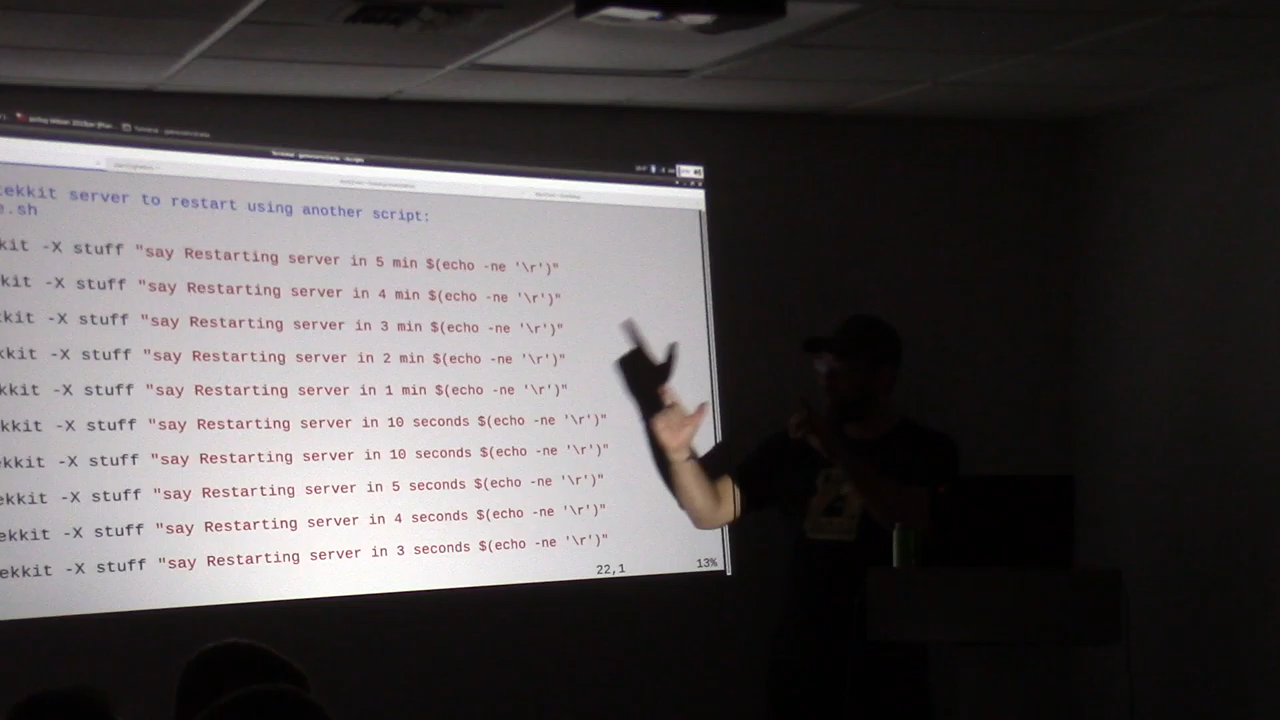 ekkit server to restart using another script:
.sh
kit -X stuff "say Restarting server in 5 min $(echo -ne '\r')"
kit -X stuff "say Restarting server in 4 min $(echo -ne '\r')"
kit -X stuff "say Restarting server in 3 min $(echo -ne '\r')"
kit -X stuff "say Restarting server in 2 min $(echo -ne '\r')"
kit -X stuff "say Restarting server in 1 min $(echo -ne '\r')"
kkit -X stuff "say Restarting server in 10 seconds $(echo -ne '\r')"
kkit -X stuff "say Restarting server in 10 seconds $(echo -ne '\r')"
ekkit -X stuff "say Restarting server in 5 seconds $(echo -ne '\r')"
ekkit -X stuff "say Restarting server in 4 seconds $(echo -ne '\r')"
ekkit -X stuff "say Restarting server in 3 seconds $(echo -ne '\r')"
22,1 13%